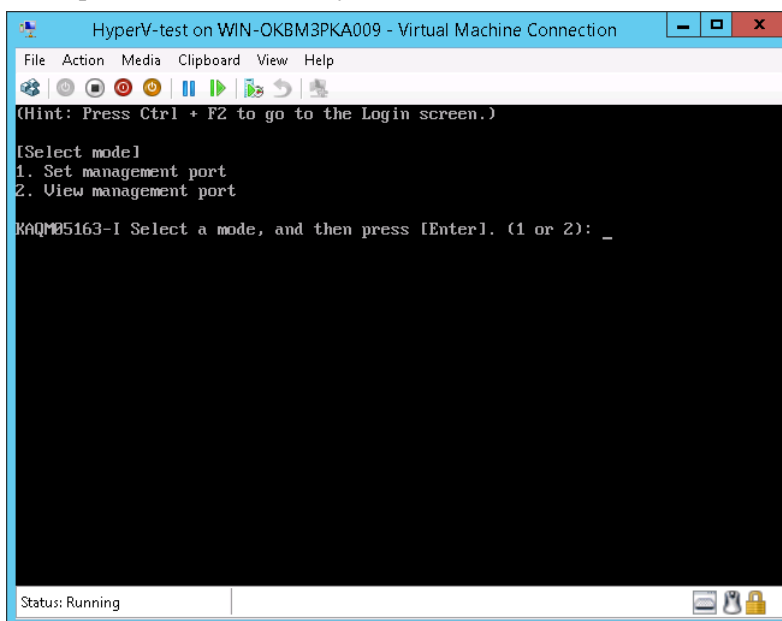 HyperV-test on WIN-OKBM3PKA009 - Virtual Machine Connection
File Action Media Clipboard View Help
(Hint: Press Ctrl + F2 to go to the Login screen.)
[Select mode]
1. Set management port
2. View management port
KAQM05163-I Select a mode, and then press [Enter]. (1 or 2): _
Status: Running